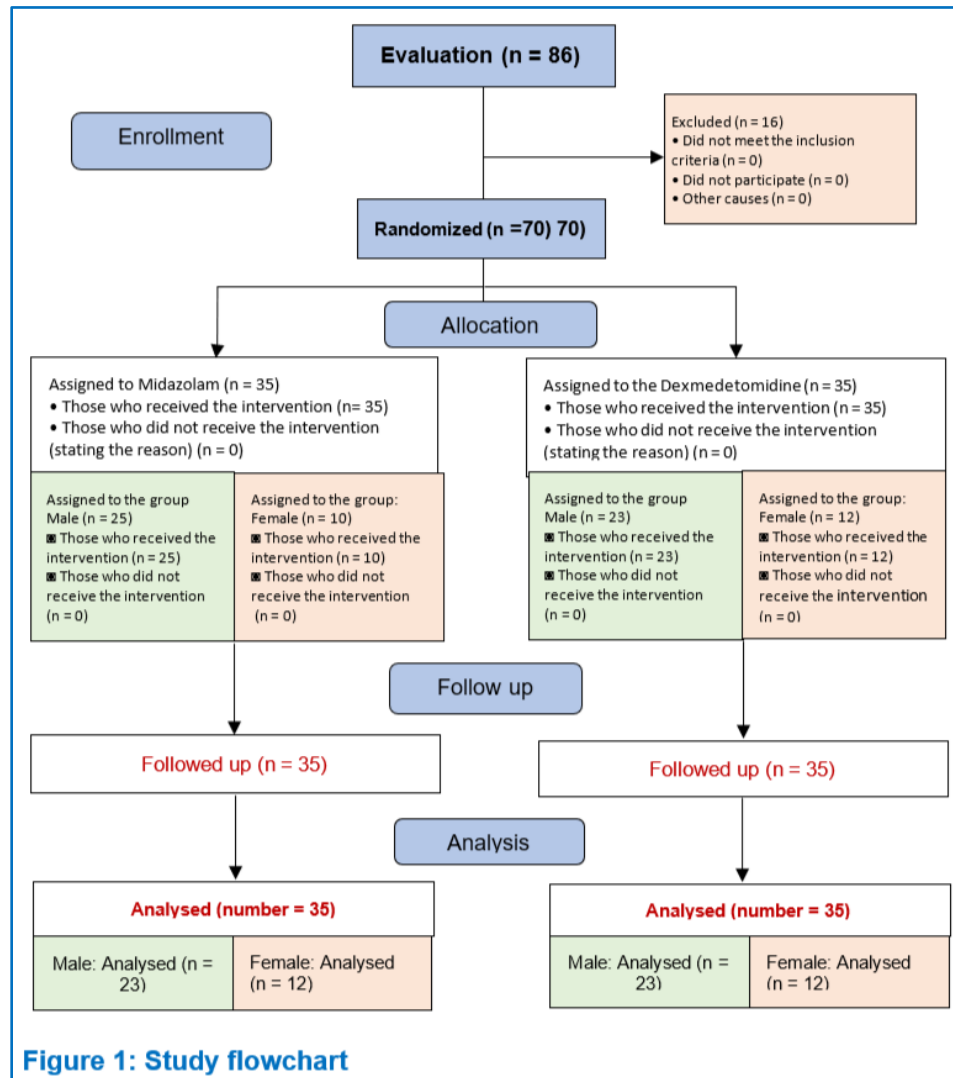 Evaluation (n = 86)
Enrollment
Excluded (n = 16)
• Did not meet the inclusion
criteria (n = 0)
• Did not participate (n = 0)
• Other causes (n = 0)
Randomized (n =70) 70)
Allocation
Assigned to Midazolam (n = 35)
• Those who received the intervention (n= 35)
• Those who did not receive the intervention
(stating the reason) (n = 0)
Assigned to the Dexmedetomidine (n = 35)
• Those who received the intervention (n = 35)
• Those who did not receive the intervention
(stating the reason) (n = 0)
Assigned to the group
Male (n = 25)
◙ Those who received the
intervention (n = 25)
◙ Those who did not
receive the intervention
(n = 0)
Assigned to the group:
Female (n = 10)
◙ Those who received the
intervention (n = 10)
◙ Those who did not
receive the intervention
(n = 0)
Assigned to the group
Male (n = 23)
◙ Those who received the
intervention (n = 23)
◙ Those who did not
receive the intervention
(n = 0)
Assigned to the group:
Female (n = 12)
◙ Those who received the
intervention (n = 12)
◙ Those who did not
receive the intervention
(n = 0)
Follow up
Followed up (n = 35)
Followed up (n = 35)
Analysis
Analysed (number = 35)
Analysed (number = 35)
Male: Analysed (n =
23)
Female: Analysed
(n = 12)
Male: Analysed (n =
23)
Female: Analysed
(n = 12)
Figure 1: Study flowchart